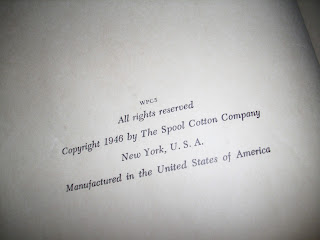 WPC5
All rights reserved
Copyright 1946 by The Spool Cotton Company
New York, U. S. A.
Manufactured in the United States of America